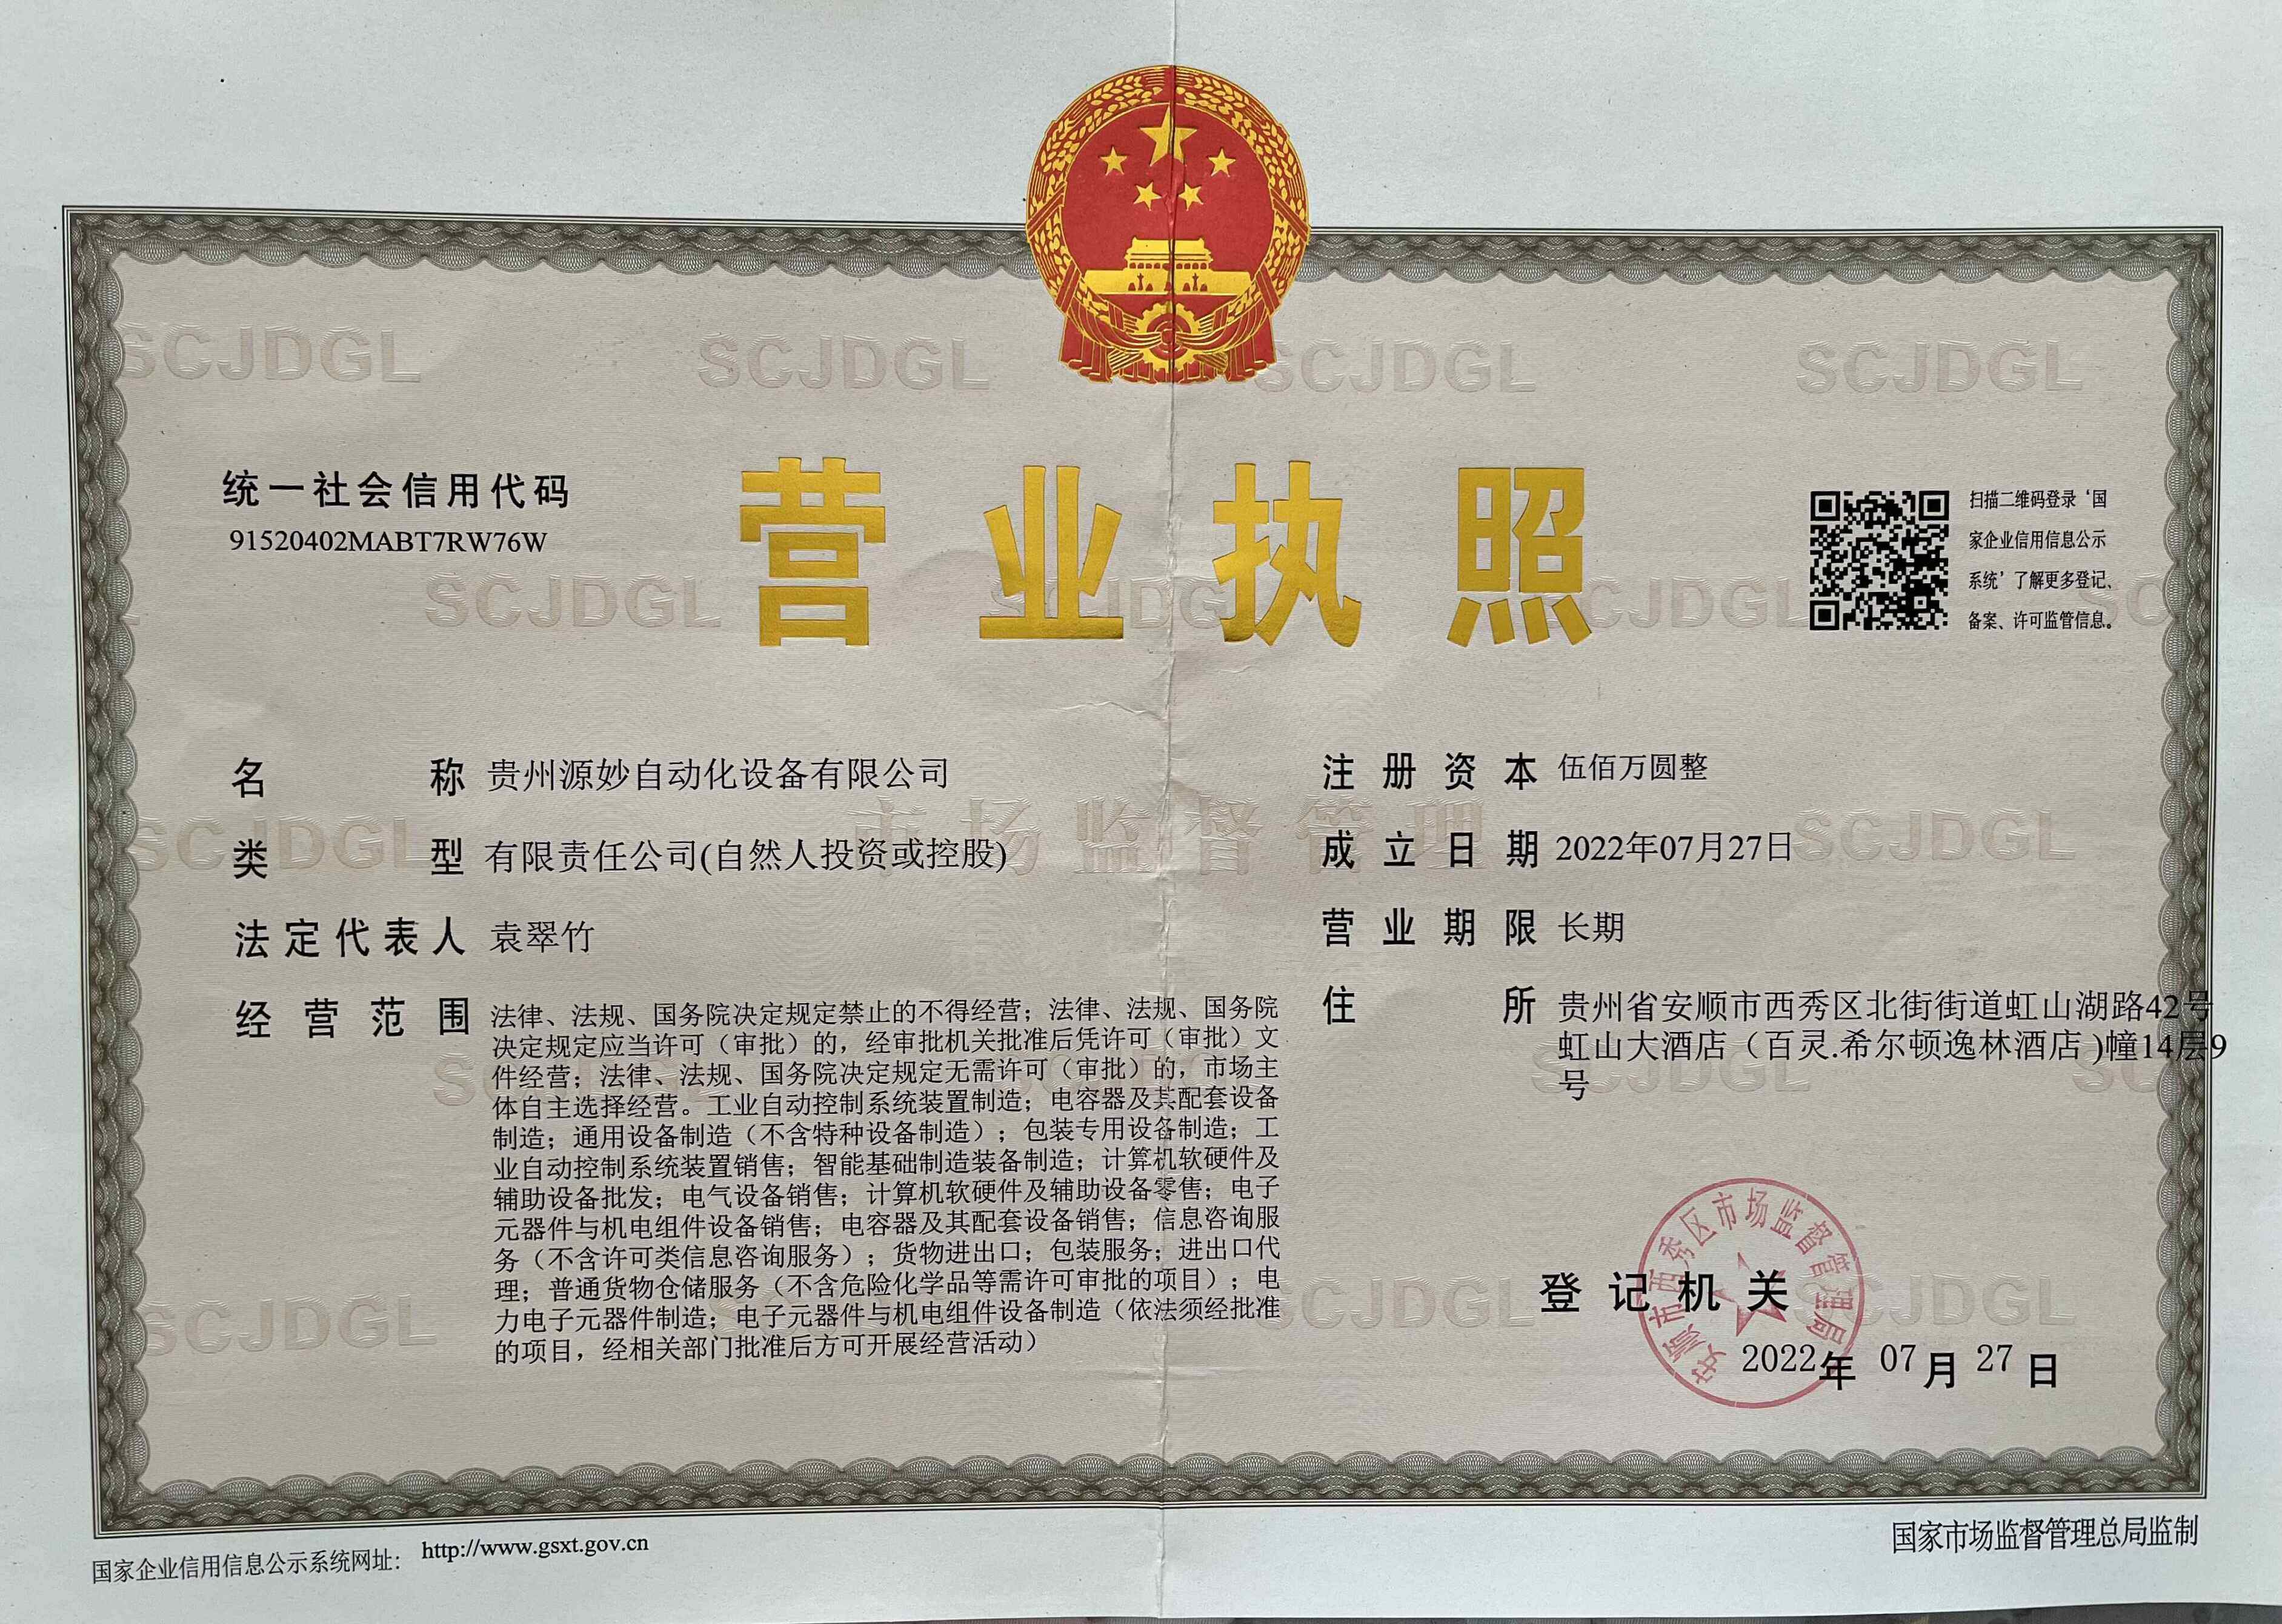 营业执照
统一社会信用代码
91520402MABT7RW76W
扫描二维码登录‘国
家企业信用信息公示
系统’了解更多登记、
备案、许可监管信息。
名称 贵州源妙自动化设备有限公司
类型 有限责任公司(自然人投资或控股)
法定代表人 袁翠竹
经营范围 法律、法规、国务院决定规定禁止的不得经营；法律、法规、国务院
决定规定应当许可（审批）的，经审批机关批准后凭许可（审批）文
件经营；法律、法规、国务院决定规定无需许可（审批）的，市场主
体自主选择经营。工业自动控制系统装置制造；电容器及其配套设备
制造；通用设备制造（不含特种设备制造）；包装专用设备制造；工
业自动控制系统装置销售；智能基础制造装备制造；计算机软硬件及
辅助设备批发；电气设备销售；计算机软硬件及辅助设备零售；电子
元器件与机电组件设备销售；电容器及其配套设备销售；信息咨询服
务（不含许可类信息咨询服务）；货物进出口；包装服务；进出口代
理；普通货物仓储服务（不含危险化学品等需许可审批的项目）；电
力电子元器件制造；电子元器件与机电组件设备制造（依法须经批准
的项目，经相关部门批准后方可开展经营活动）
注册资本 伍佰万圆整
成立日期 2022年07月27日
营业期限 长期
住所 贵州省安顺市西秀区北街街道虹山湖路42号
虹山大酒店（百灵.希尔顿逸林酒店)幢14层9
号
登记机关
安顺市西秀区市场监督管理局
2022年07月27日
国家企业信用信息公示系统网址： http://www.gsxt.gov.cn
国家市场监督管理总局监制
SCJDGL
市场监督管理